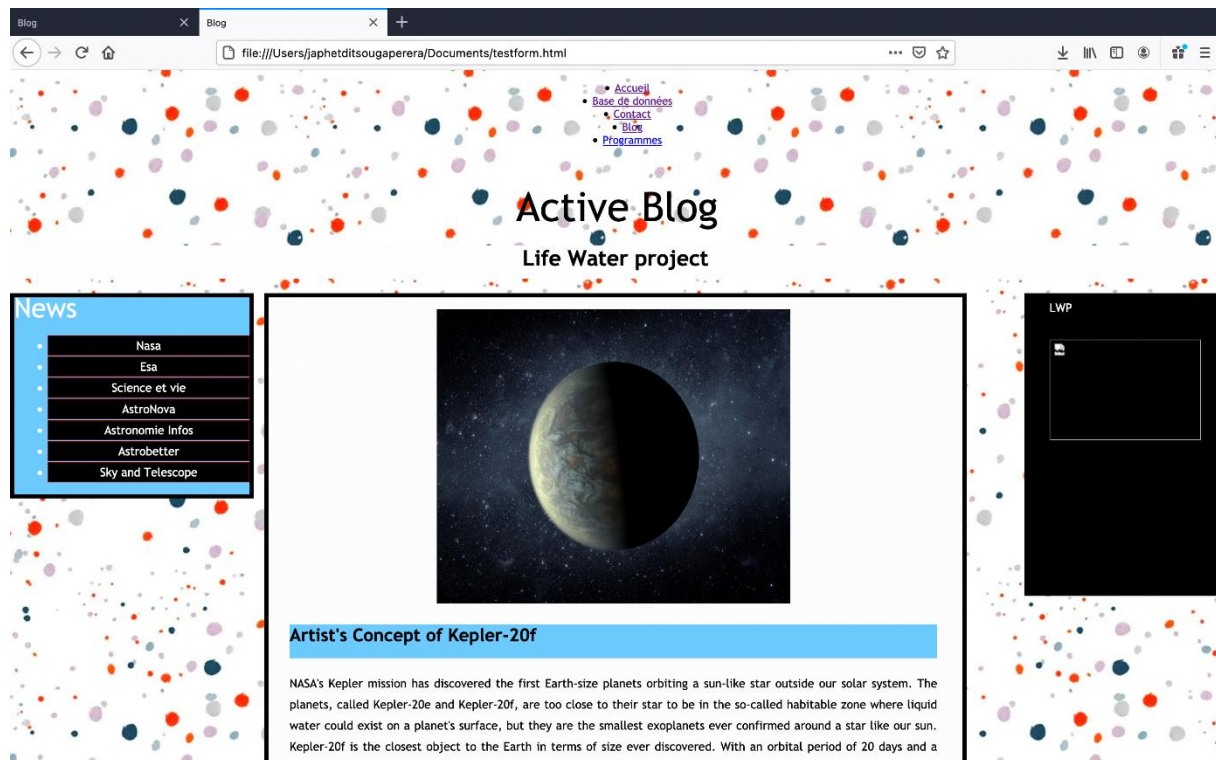 Blog
Blog
file:///Users/japhetditsougaperera/Documents/testform.html
Accueil
Base de données
Contact
Blog
Programmes
Active Blog
Life Water project
News
Nasa
Esa
Science et vie
AstroNova
Astronomie Infos
Astrobetter
Sky and Telescope
LWP
Artist's Concept of Kepler-20f
NASA's Kepler mission has discovered the first Earth-size planets orbiting a sun-like star outside our solar system. The
planets, called Kepler-20e and Kepler-20f, are too close to their star to be in the so-called habitable zone where liquid
water could exist on a planet's surface, but they are the smallest exoplanets ever confirmed around a star like our sun.
Kepler-20f is the closest object to the Earth in terms of size ever discovered. With an orbital period of 20 days and a